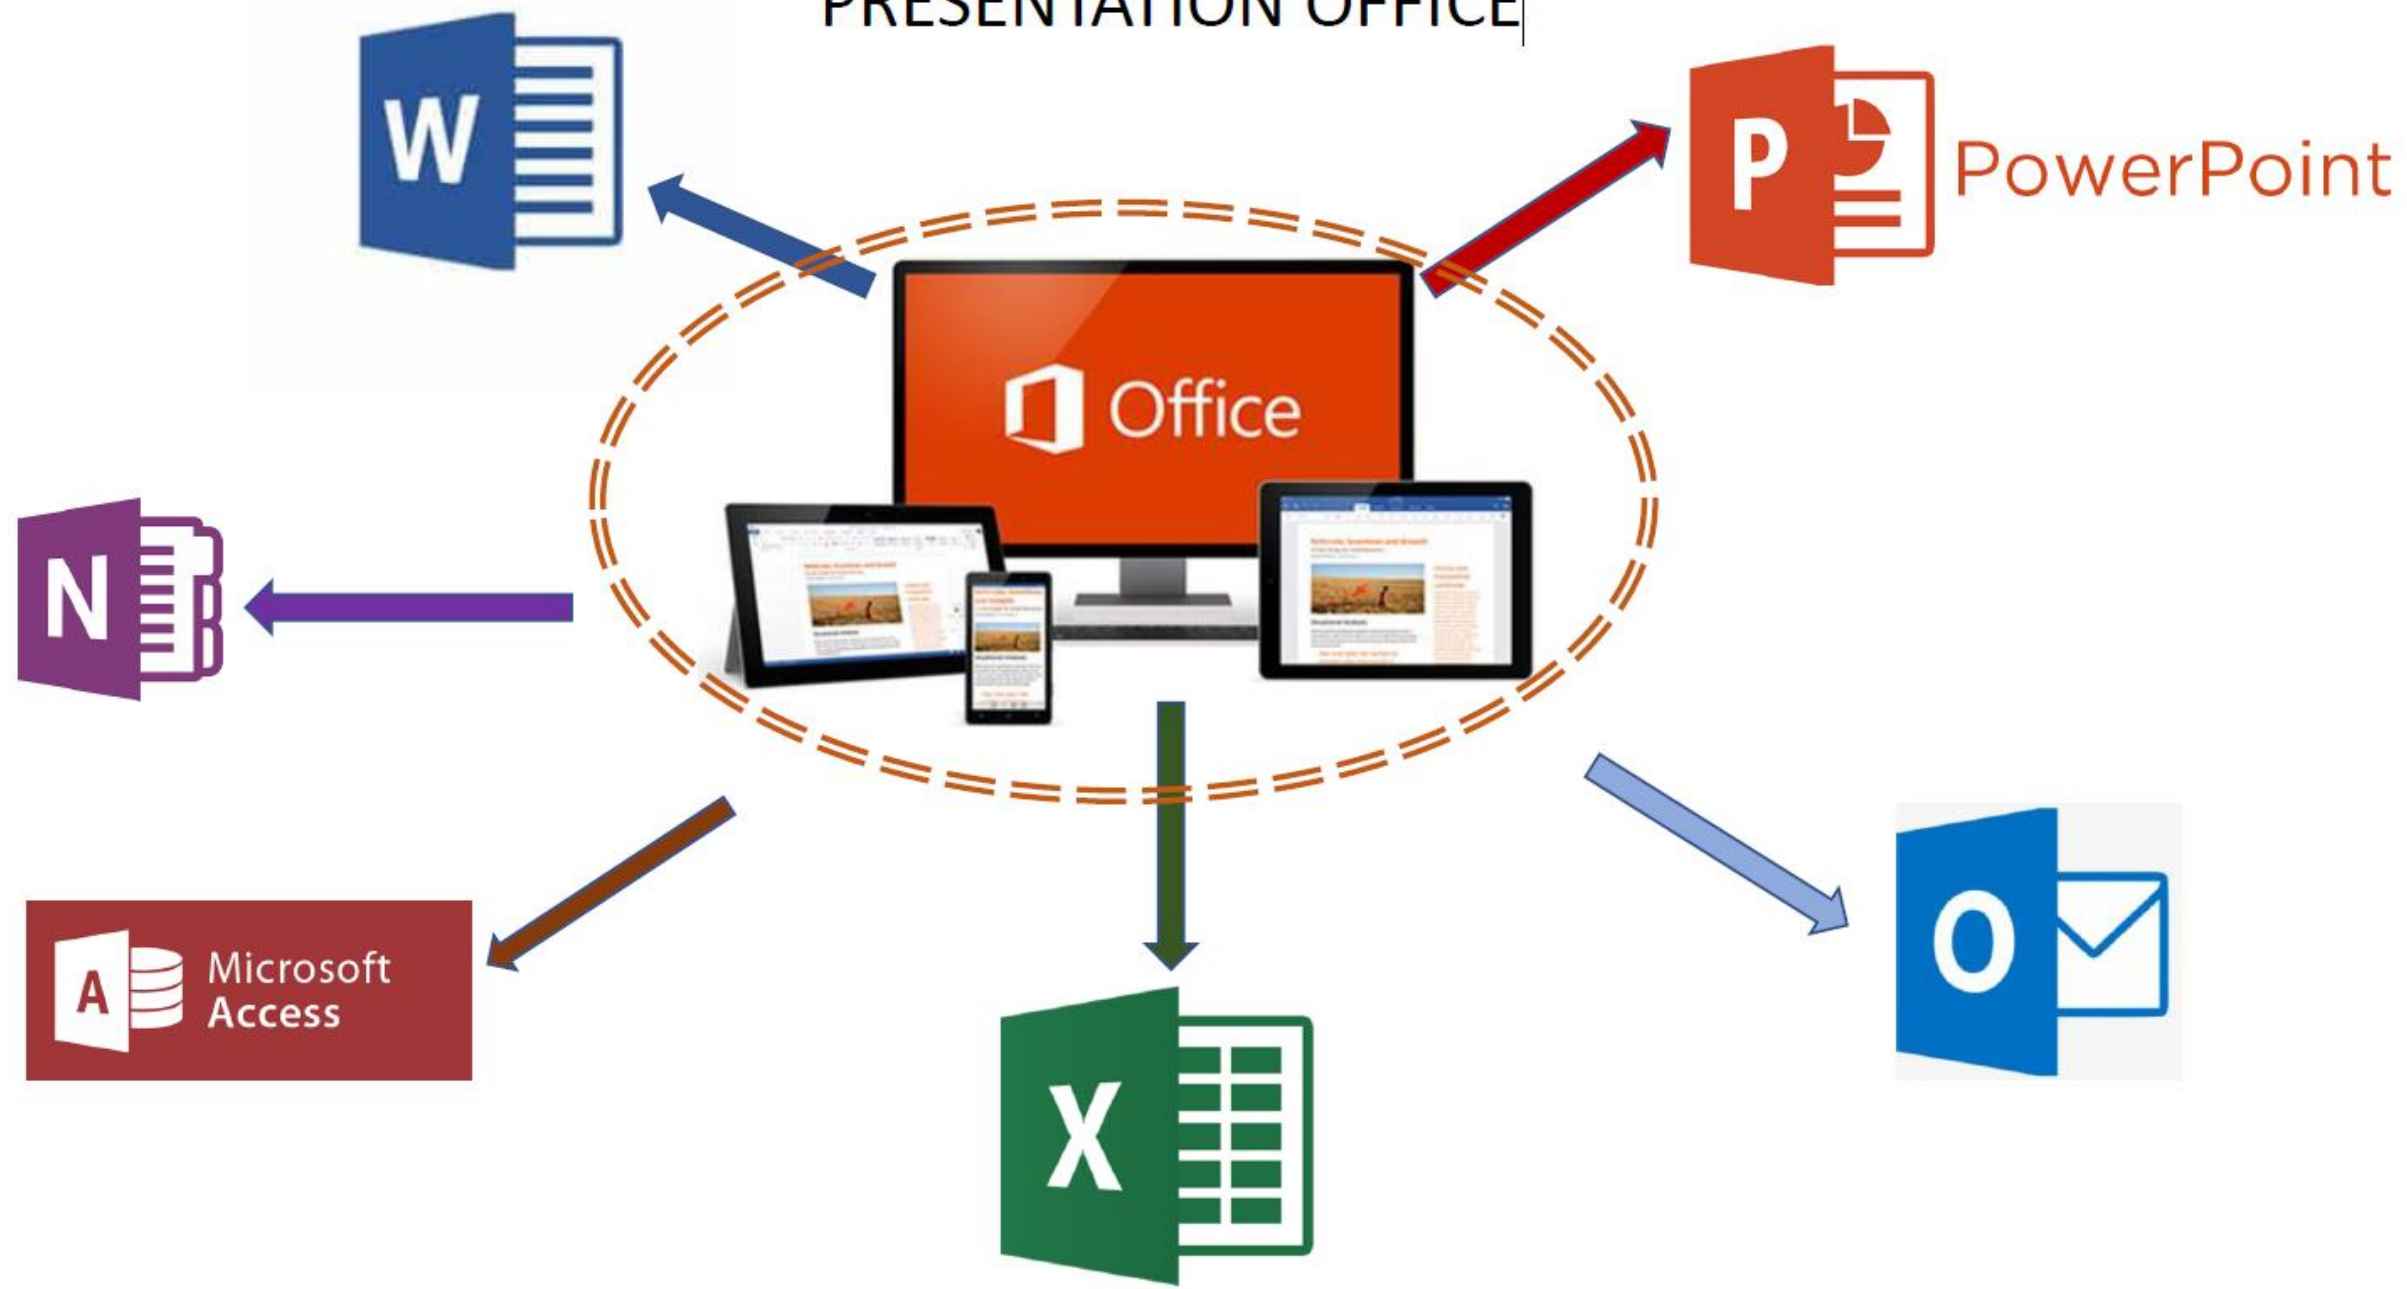 PRESENTATION OFFICE
W
P
PowerPoint
Office
N
A
Microsoft
Access
X
O